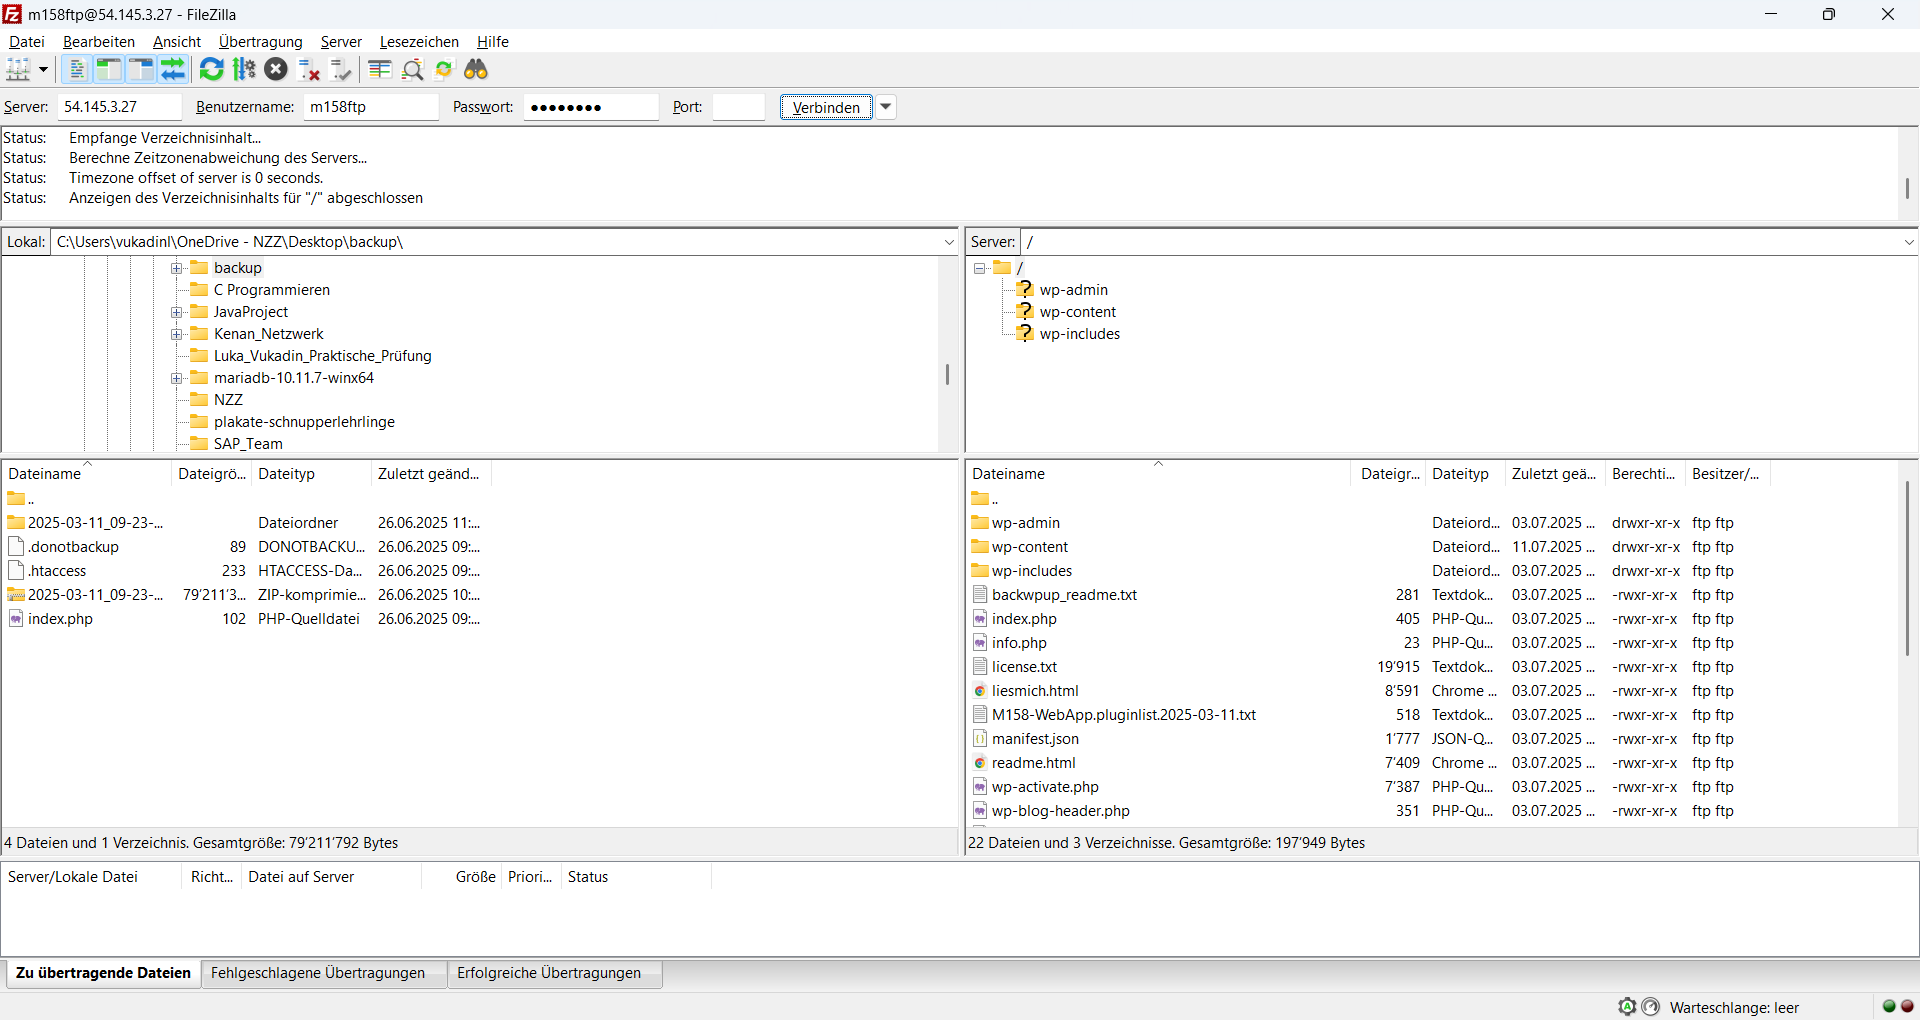 m158ftp@54.145.3.27 - FileZilla
Datei Bearbeiten Ansicht Übertragung Server Lesezeichen Hilfe
Server: 54.145.3.27 Benutzername: m158ftp Passwort: ●●●●●●●● Port: Verbinden
Status: Empfange Verzeichnisinhalt...
Status: Berechne Zeitzonenabweichung des Servers...
Status: Timezone offset of server is 0 seconds.
Status: Anzeigen des Verzeichnisinhalts für "/" abgeschlossen
Lokal: C:\Users\vukadinl\OneDrive - NZZ\Desktop\backup\
backup
C Programmieren
JavaProject
Kenan_Netzwerk
Luka_Vukadin_Praktische_Prüfung
mariadb-10.11.7-winx64
NZZ
plakate-schnupperlehrlinge
SAP_Team
Server: /
/
wp-admin
wp-content
wp-includes
Dateiname Dateigrö... Dateityp Zuletzt geänd...
..
2025-03-11_09-23-... Dateiordner 26.06.2025 11:...
.donotbackup 89 DONOTBACKU... 26.06.2025 09:...
.htaccess 233 HTACCESS-Da... 26.06.2025 09:...
2025-03-11_09-23-... 79'211'3... ZIP-komprimie... 26.06.2025 10:...
index.php 102 PHP-Quelldatei 26.06.2025 09:...
4 Dateien und 1 Verzeichnis. Gesamtgröße: 79'211'792 Bytes
Dateiname Dateigr... Dateityp Zuletzt geä... Berechti... Besitzer/...
..
wp-admin Dateiord... 03.07.2025 ... drwxr-xr-x ftp ftp
wp-content Dateiord... 11.07.2025 ... drwxr-xr-x ftp ftp
wp-includes Dateiord... 03.07.2025 ... drwxr-xr-x ftp ftp
backwpup_readme.txt 281 Textdok... 03.07.2025 ... -rwxr-xr-x ftp ftp
index.php 405 PHP-Qu... 03.07.2025 ... -rwxr-xr-x ftp ftp
info.php 23 PHP-Qu... 03.07.2025 ... -rwxr-xr-x ftp ftp
license.txt 19'915 Textdok... 03.07.2025 ... -rwxr-xr-x ftp ftp
liesmich.html 8'591 Chrome ... 03.07.2025 ... -rwxr-xr-x ftp ftp
M158-WebApp.pluginlist.2025-03-11.txt 518 Textdok... 03.07.2025 ... -rwxr-xr-x ftp ftp
manifest.json 1'777 JSON-Q... 03.07.2025 ... -rwxr-xr-x ftp ftp
readme.html 7'409 Chrome ... 03.07.2025 ... -rwxr-xr-x ftp ftp
wp-activate.php 7'387 PHP-Qu... 03.07.2025 ... -rwxr-xr-x ftp ftp
wp-blog-header.php 351 PHP-Qu... 03.07.2025 ... -rwxr-xr-x ftp ftp
22 Dateien und 3 Verzeichnisse. Gesamtgröße: 197'949 Bytes
Server/Lokale Datei Richt... Datei auf Server Größe Priori... Status
Zu übertragende Dateien Fehlgeschlagene Übertragungen Erfolgreiche Übertragungen
Warteschlange: leer